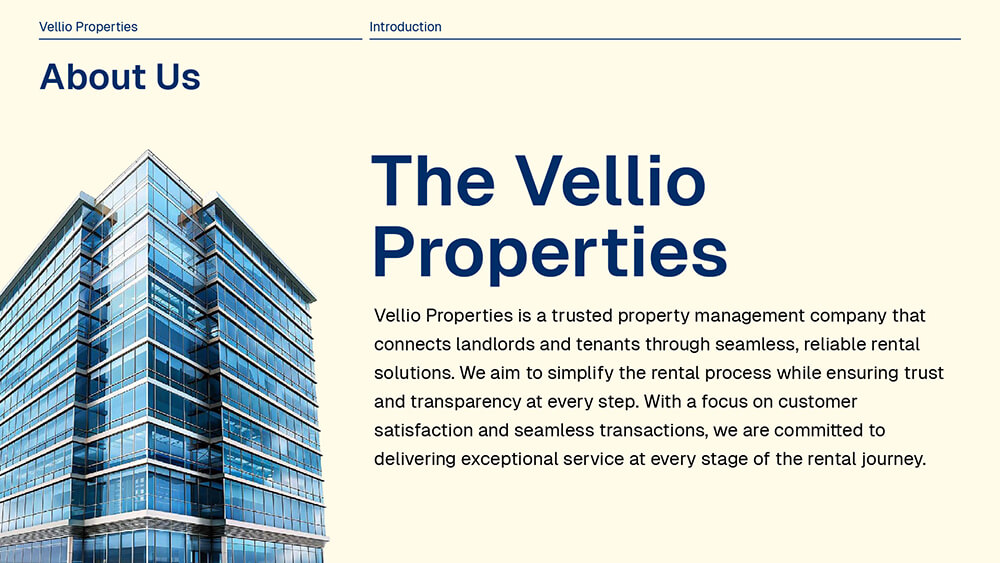 Vellio Properties
Introduction
About Us
The Vellio
Properties
Vellio Properties is a trusted property management company that
connects landlords and tenants through seamless, reliable rental
solutions. We aim to simplify the rental process while ensuring trust
and transparency at every step. With a focus on customer
satisfaction and seamless transactions, we are committed to
delivering exceptional service at every stage of the rental journey.